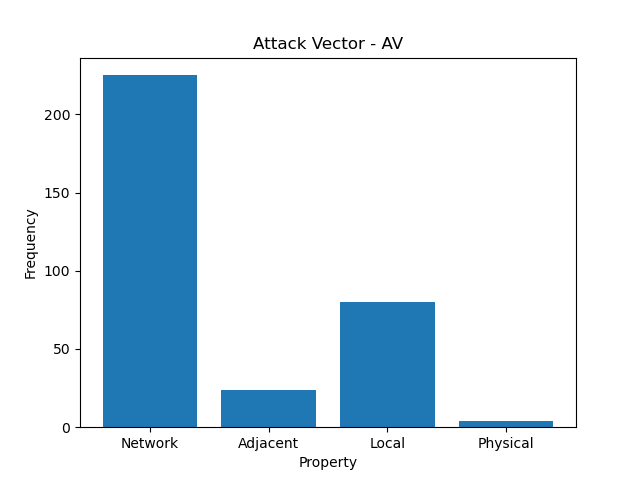 Attack Vector - AV
200
150
100
50
0
Frequency
Network Adjacent Local Physical
Property